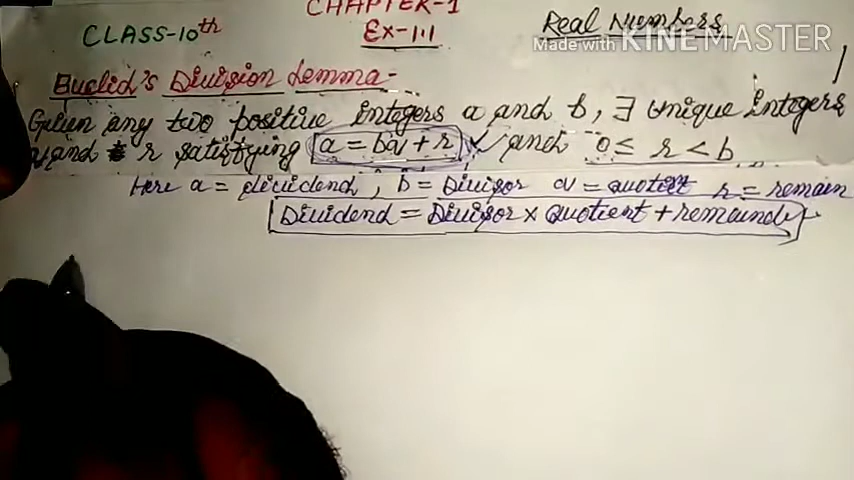 CHAPTER-1
CLASS-10th Ex-1.1 Real Numbers
Made with KINEMASTER
Euclid's Division Lemma-
Given any two positive integers a and b, ∃ unique integers
q and r satisfying a = bq + r and 0 ≤ r < b
Here a = dividend, b = Divisor q = quotient r = remain
Dividend = Divisor × Quotient + remainder